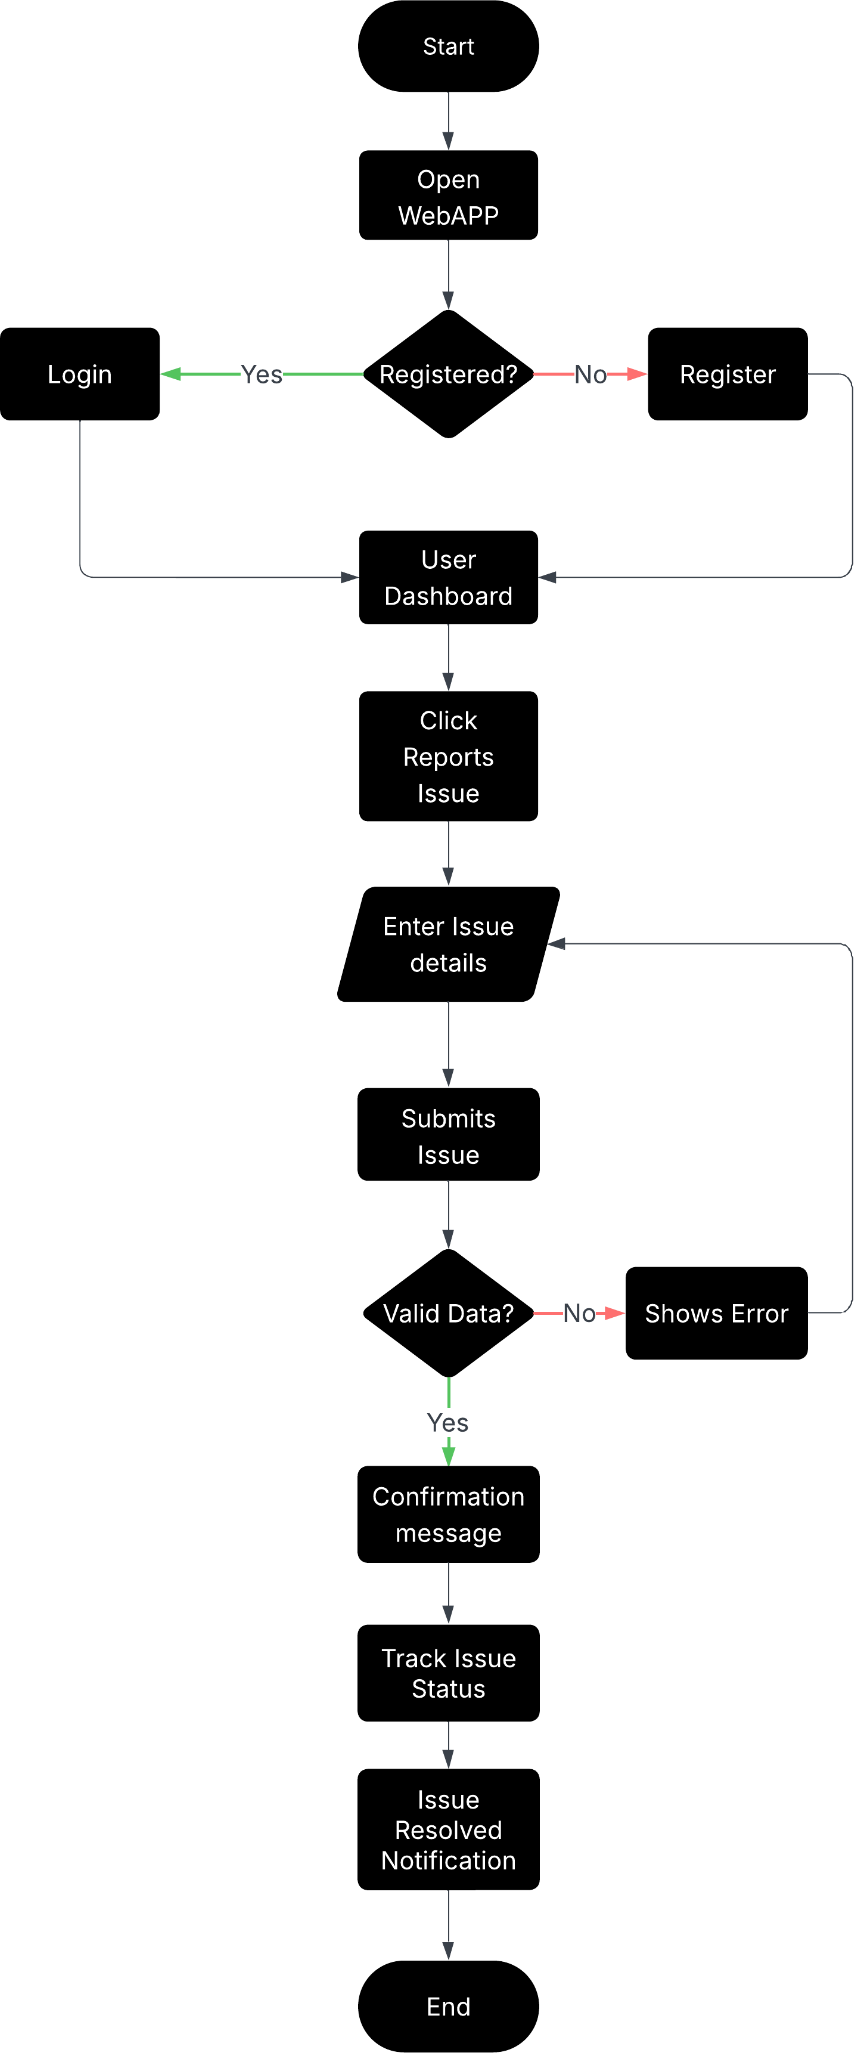 Start
Open
WebAPP
Login
Yes
Registered?
No
Register
User
Dashboard
Click
Reports
Issue
Enter Issue
details
Submits
Issue
Valid Data?
No
Shows Error
Yes
Confirmation
message
Track Issue
Status
Issue
Resolved
Notification
End